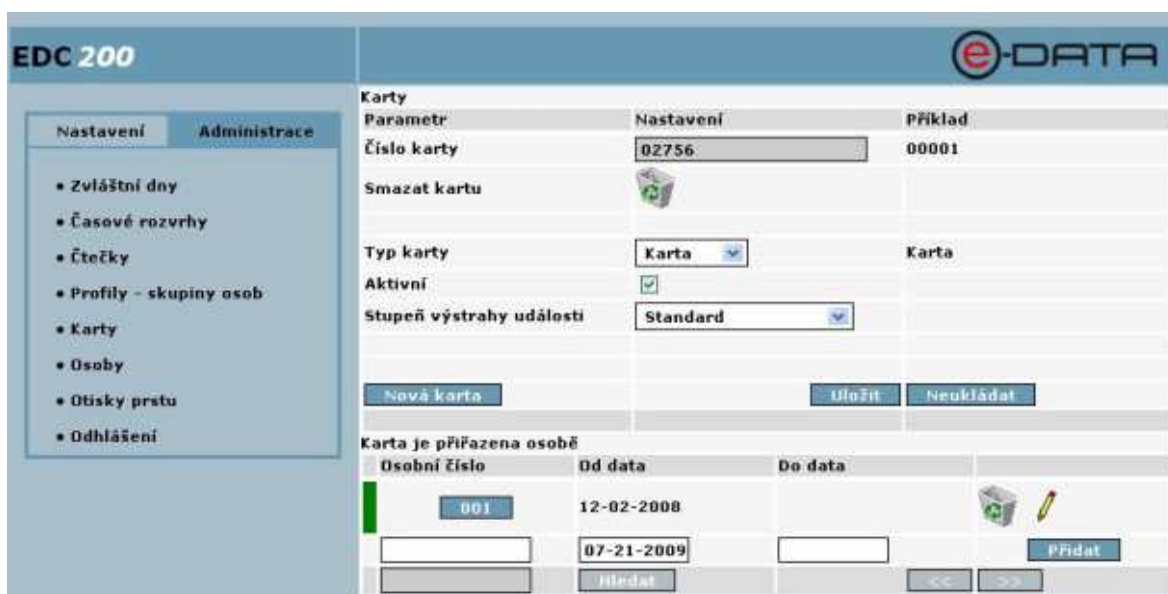 EDC 200
e-DATA
Nastavení Administrace
• Zvláštní dny
• Časové rozvrhy
• Čtečky
• Profily - skupiny osob
• Karty
• Osoby
• Otisky prstu
• Odhlášení
Karty
Parametr Nastavení Příklad
Číslo karty 02756 00001
Smazat kartu
Typ karty Karta Karta
Aktivní
Stupeň výstrahy události Standard
Nová karta Uložit Neukládat
Karta je přiřazena osobě
Osobní číslo Od data Do data
001 12-02-2008
07-21-2009 Přidat
Hledat << >>